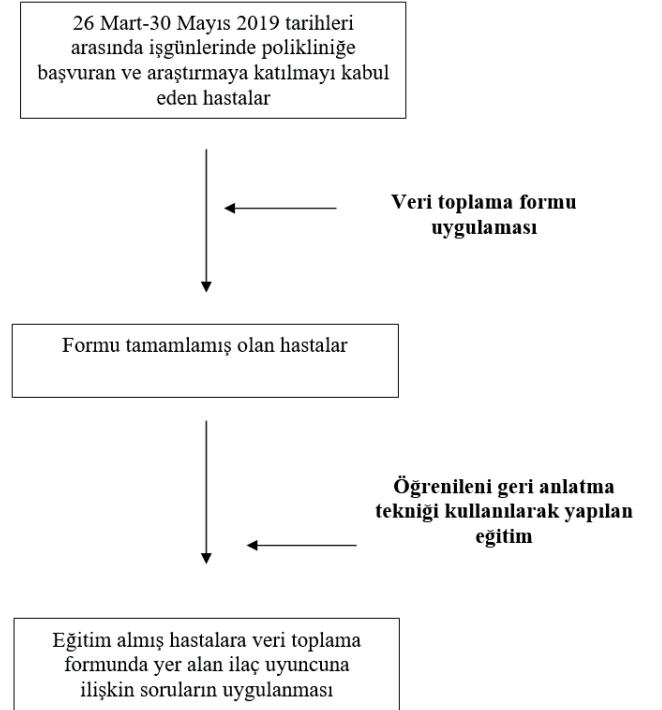 26 Mart-30 Mayıs 2019 tarihleri
arasında işgünlerinde polikliniğe
başvuran ve araştırmaya katılmayı kabul
eden hastalar
Veri toplama formu
uygulaması
Formu tamamlamış olan hastalar
Öğrenileni geri anlatma
tekniği kullanılarak yapılan
eğitim
Eğitim almış hastalara veri toplama
formunda yer alan ilaç uyuncuna
ilişkin soruların uygulanması